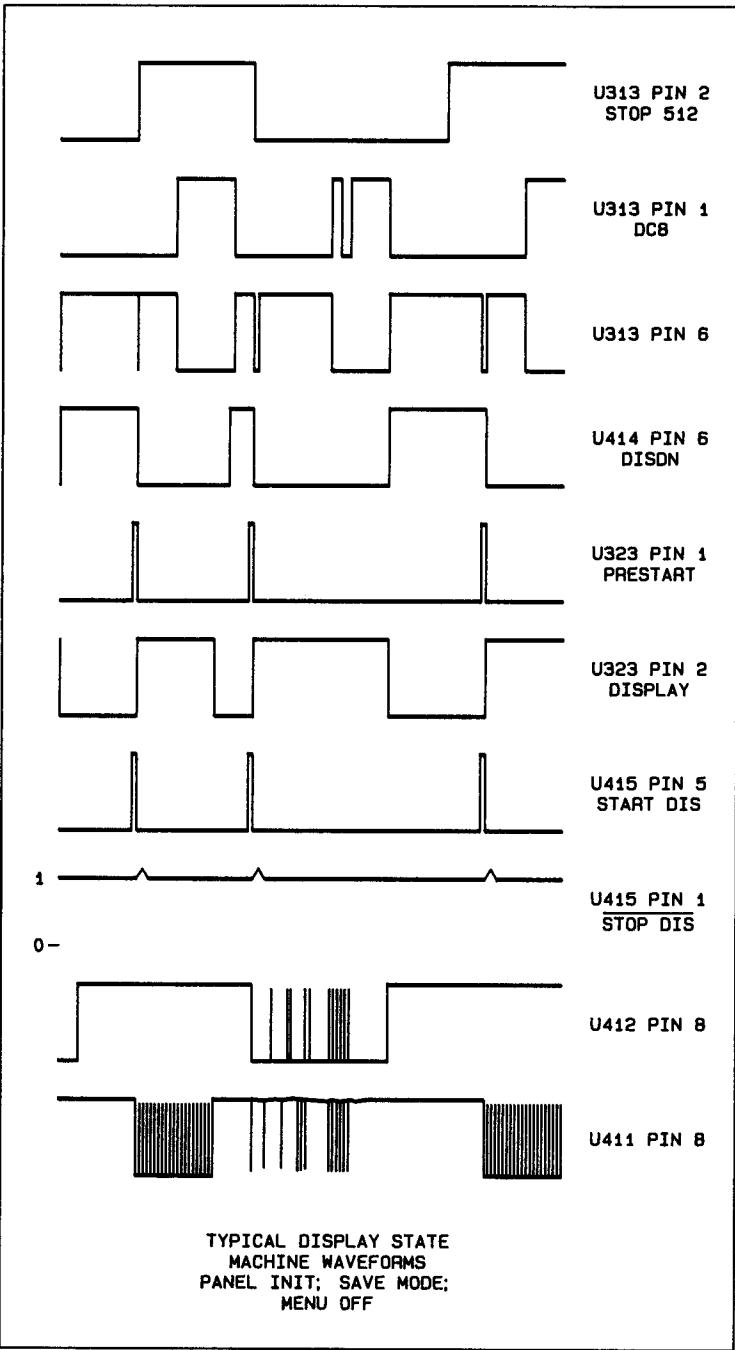 U313 PIN 2
STOP 512
U313 PIN 1
DC8
U313 PIN 6
U414 PIN 6
DISDN
U323 PIN 1
PRESTART
U323 PIN 2
DISPLAY
U415 PIN 5
START DIS
1
U415 PIN 1
STOP DIS
0-
U412 PIN 8
U411 PIN 8
TYPICAL DISPLAY STATE
MACHINE WAVEFORMS
PANEL INIT; SAVE MODE;
MENU OFF